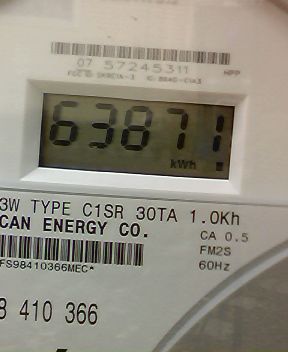 07 57245311 NPP
63871
kWh
3W TYPE C1SR 30TA 1.0Kh
CAN ENERGY CO. CA 0.5
FM2S
FS98410366MEC* 60Hz
8 410 366